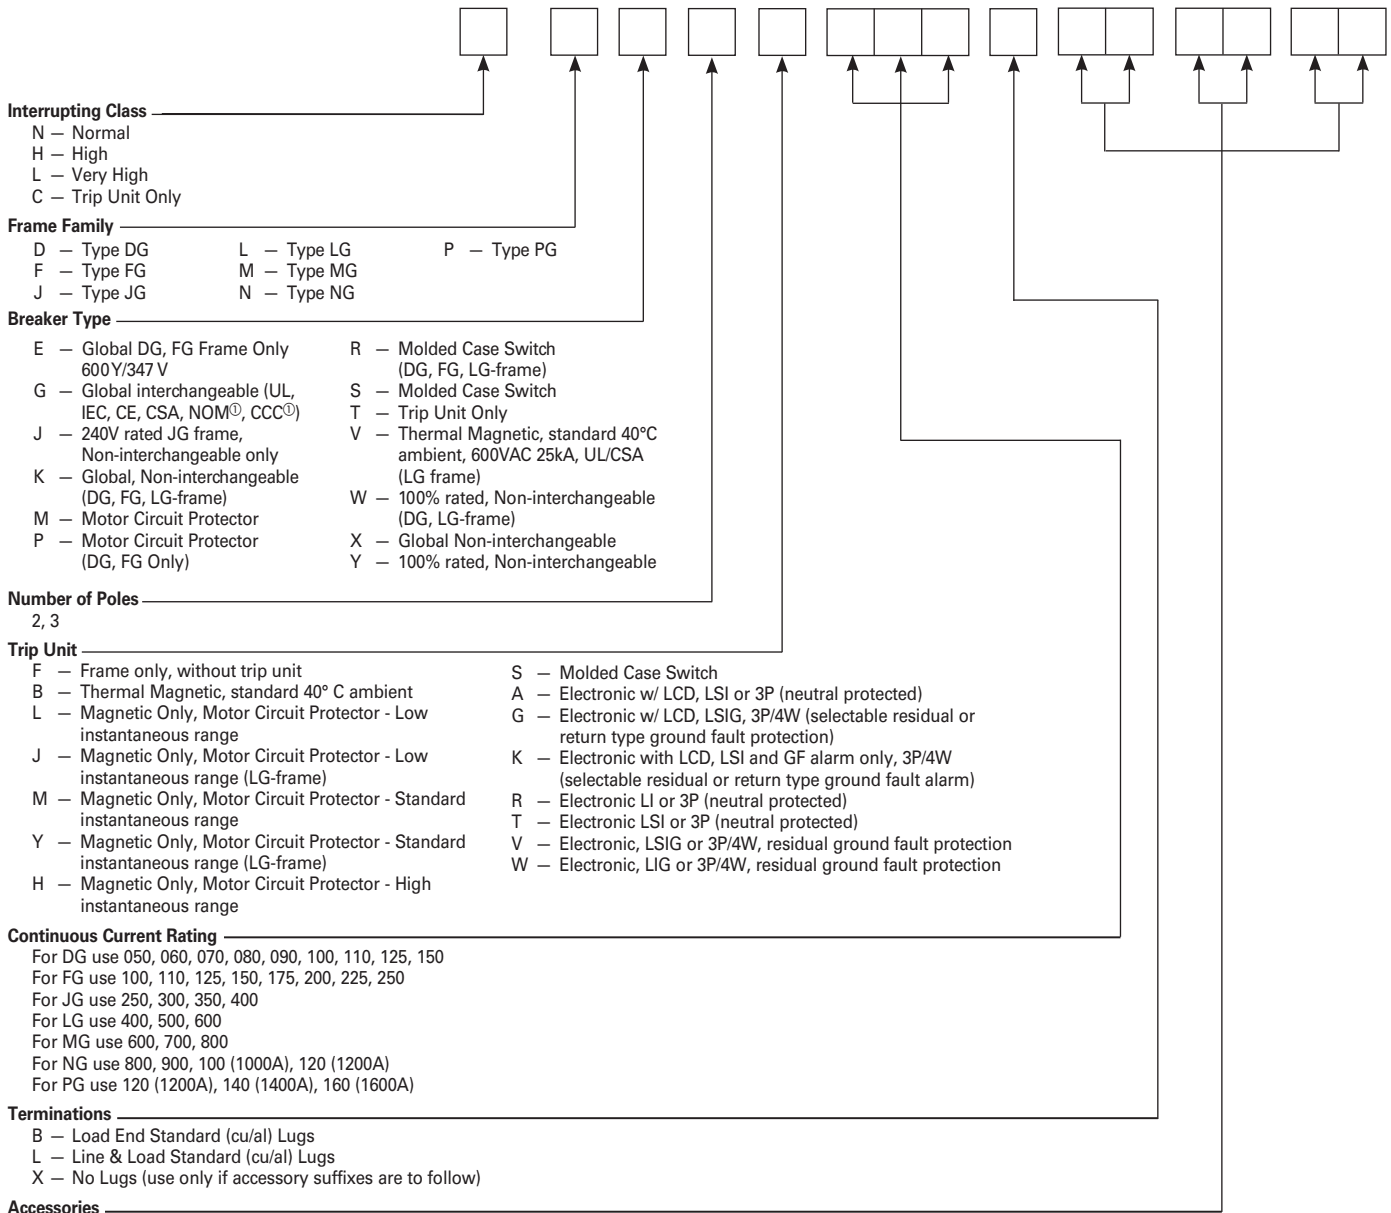 Interrupting Class
N — Normal
H — High
L — Very High
C — Trip Unit Only
Frame Family
D — Type DG
F — Type FG
J — Type JG
L — Type LG
M — Type MG
N — Type NG
P — Type PG
Breaker Type
E — Global DG, FG Frame Only
600Y/347 V
G — Global interchangeable (UL,
IEC, CE, CSA, NOM①, CCC①)
J — 240V rated JG frame,
Non-interchangeable only
K — Global, Non-interchangeable
(DG, FG, LG-frame)
M — Motor Circuit Protector
P — Motor Circuit Protector
(DG, FG Only)
R — Molded Case Switch
(DG, FG, LG-frame)
S — Molded Case Switch
T — Trip Unit Only
V — Thermal Magnetic, standard 40°C
ambient, 600VAC 25kA, UL/CSA
(LG frame)
W — 100% rated, Non-interchangeable
(DG, LG-frame)
X — Global Non-interchangeable
Y — 100% rated, Non-interchangeable
Number of Poles
2, 3
Trip Unit
F — Frame only, without trip unit
B — Thermal Magnetic, standard 40° C ambient
L — Magnetic Only, Motor Circuit Protector - Low
instantaneous range
J — Magnetic Only, Motor Circuit Protector - Low
instantaneous range (LG-frame)
M — Magnetic Only, Motor Circuit Protector - Standard
instantaneous range
Y — Magnetic Only, Motor Circuit Protector - Standard
instantaneous range (LG-frame)
H — Magnetic Only, Motor Circuit Protector - High
instantaneous range
S — Molded Case Switch
A — Electronic w/ LCD, LSI or 3P (neutral protected)
G — Electronic w/ LCD, LSIG, 3P/4W (selectable residual or
return type ground fault protection)
K — Electronic with LCD, LSI and GF alarm only, 3P/4W
(selectable residual or return type ground fault alarm)
R — Electronic LI or 3P (neutral protected)
T — Electronic LSI or 3P (neutral protected)
V — Electronic, LSIG or 3P/4W, residual ground fault protection
W — Electronic, LIG or 3P/4W, residual ground fault protection
Continuous Current Rating
For DG use 050, 060, 070, 080, 090, 100, 110, 125, 150
For FG use 100, 110, 125, 150, 175, 200, 225, 250
For JG use 250, 300, 350, 400
For LG use 400, 500, 600
For MG use 600, 700, 800
For NG use 800, 900, 100 (1000A), 120 (1200A)
For PG use 120 (1200A), 140 (1400A), 160 (1600A)
Terminations
B — Load End Standard (cu/al) Lugs
L — Line & Load Standard (cu/al) Lugs
X — No Lugs (use only if accessory suffixes are to follow)
Accessories